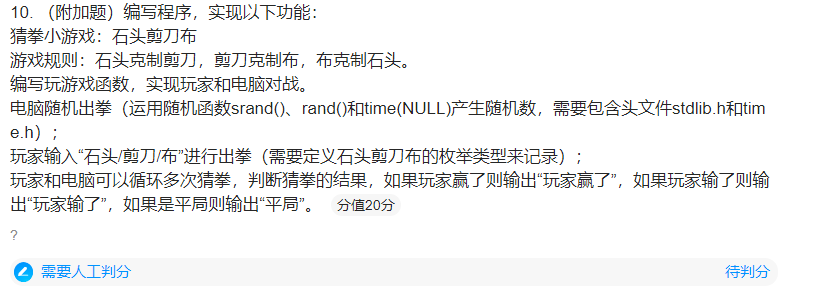 10. （附加题）编写程序，实现以下功能：
猜拳小游戏：石头剪刀布
游戏规则：石头克制剪刀，剪刀克制布，布克制石头。
编写玩游戏函数，实现玩家和电脑对战。
电脑随机出拳（运用随机函数srand()、rand()和time(NULL)产生随机数，需要包含头文件stdlib.h和tim
e.h）;
玩家输入“石头/剪刀/布”进行出拳（需要定义石头剪刀布的枚举类型来记录）;
玩家和电脑可以循环多次猜拳，判断猜拳的结果，如果玩家赢了则输出“玩家赢了”，如果玩家输了则输
出“玩家输了”，如果是平局则输出“平局”。 分值20分
?
需要人工判分 待判分